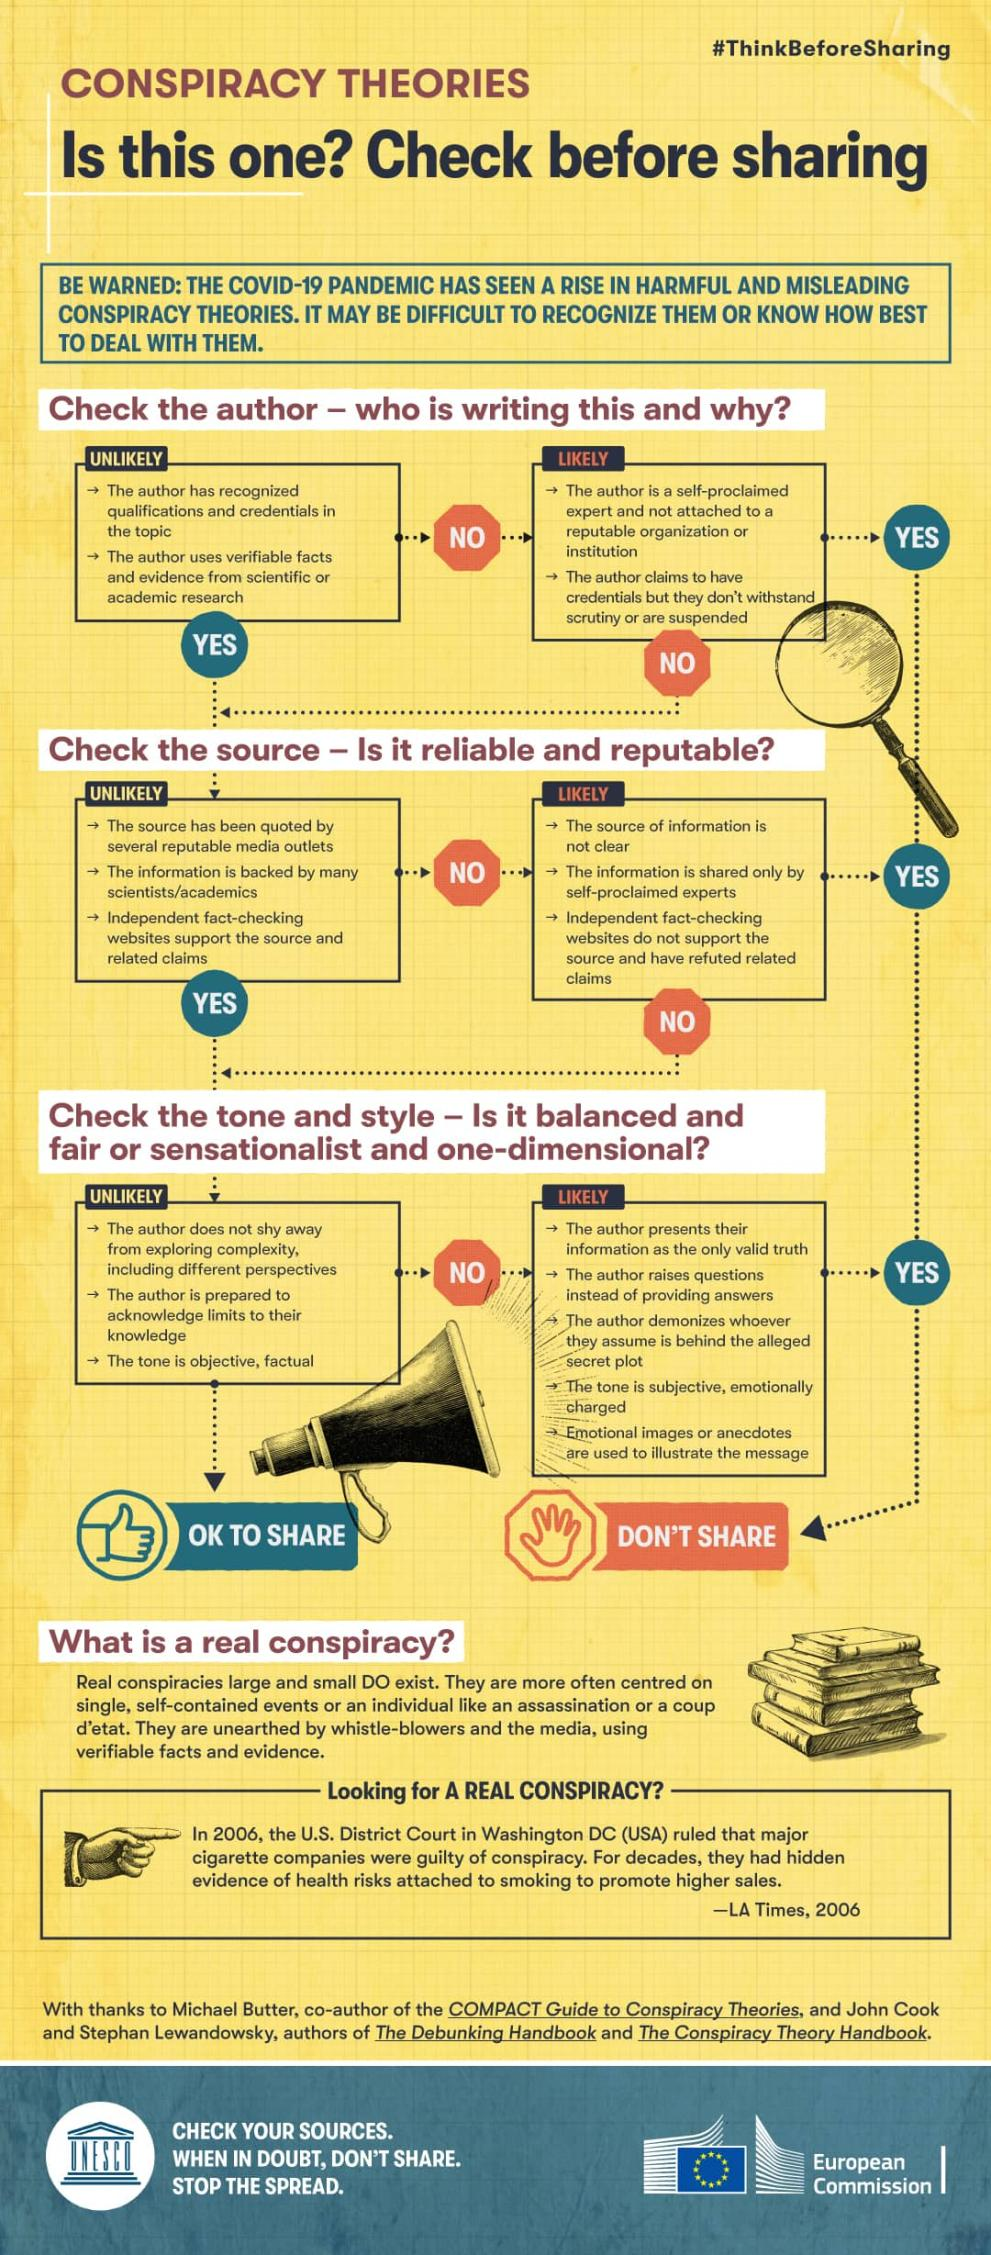 #ThinkBeforeSharing
CONSPIRACY THEORIES
Is this one? Check before sharing
BE WARNED: THE COVID-19 PANDEMIC HAS SEEN A RISE IN HARMFUL AND MISLEADING
CONSPIRACY THEORIES. IT MAY BE DIFFICULT TO RECOGNIZE THEM OR KNOW HOW BEST
TO DEAL WITH THEM.
Check the author – who is writing this and why?
UNLIKELY
→ The author has recognized
qualifications and credentials in
the topic
→ The author uses verifiable facts
and evidence from scientific or
academic research
YES
NO
LIKELY
→ The author is a self-proclaimed
expert and not attached to a
reputable organization or
institution
→ The author claims to have
credentials but they don't withstand
scrutiny or are suspended
YES
NO
Check the source – Is it reliable and reputable?
UNLIKELY
→ The source has been quoted by
several reputable media outlets
→ The information is backed by many
scientists/academics
→ Independent fact-checking
websites support the source and
related claims
YES
NO
LIKELY
→ The source of information is
not clear
→ The information is shared only by
self-proclaimed experts
→ Independent fact-checking
websites do not support the
source and have refuted related
claims
YES
NO
Check the tone and style – Is it balanced and
fair or sensationalist and one-dimensional?
UNLIKELY
→ The author does not shy away
from exploring complexity,
including different perspectives
→ The author is prepared to
acknowledge limits to their
knowledge
→ The tone is objective, factual
NO
LIKELY
→ The author presents their
information as the only valid truth
→ The author raises questions
instead of providing answers
→ The author demonizes whoever
they assume is behind the alleged
secret plot
→ The tone is subjective, emotionally
charged
→ Emotional images or anecdotes
are used to illustrate the message
YES
OK TO SHARE
DON'T SHARE
What is a real conspiracy?
Real conspiracies large and small DO exist. They are more often centred on
single, self-contained events or an individual like an assassination or a coup
d'etat. They are unearthed by whistle-blowers and the media, using
verifiable facts and evidence.
Looking for A REAL CONSPIRACY?
In 2006, the U.S. District Court in Washington DC (USA) ruled that major
cigarette companies were guilty of conspiracy. For decades, they had hidden
evidence of health risks attached to smoking to promote higher sales.
—LA Times, 2006
With thanks to Michael Butter, co-author of the COMPACT Guide to Conspiracy Theories, and John Cook
and Stephan Lewandowsky, authors of The Debunking Handbook and The Conspiracy Theory Handbook.
UNESCO
CHECK YOUR SOURCES.
WHEN IN DOUBT, DON'T SHARE.
STOP THE SPREAD.
European
Commission